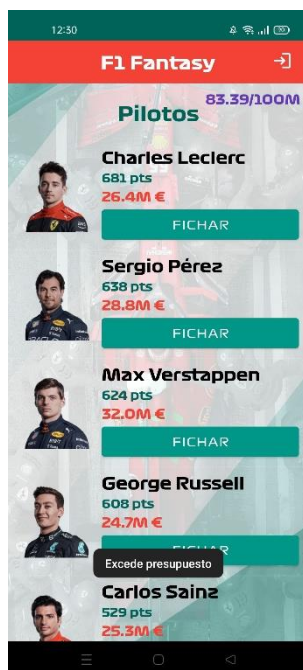 12:30
F1 Fantasy
83.39/100M
Pilotos
Charles Leclerc
681 pts
26.4M €
FICHAR
Sergio Pérez
638 pts
28.8M €
FICHAR
Max Verstappen
624 pts
32.0M €
FICHAR
George Russell
608 pts
24.7M €
FICHAR
Excede presupuesto
Carlos Sainz
529 pts
25.3M €